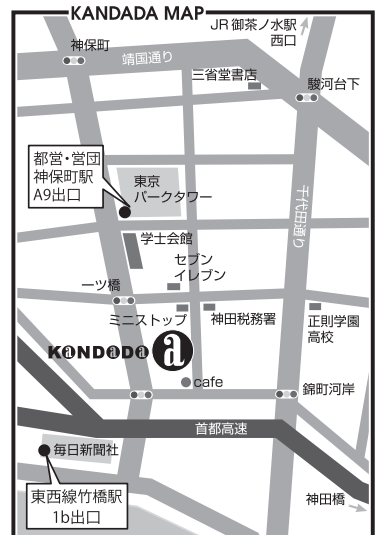 KANDADA MAP
JR御茶ノ水駅
西口
神保町
靖国通り
三省堂書店
駿河台下
都営・営団
神保町駅
A9出口
東京
パークタワー
千代田通り
学士会館
セブン
イレブン
一ツ橋
ミニストップ
神田税務署
正則学園
高校
KANDADA a
cafe
錦町河岸
首都高速
毎日新聞社
東西線竹橋駅
1b出口
神田橋